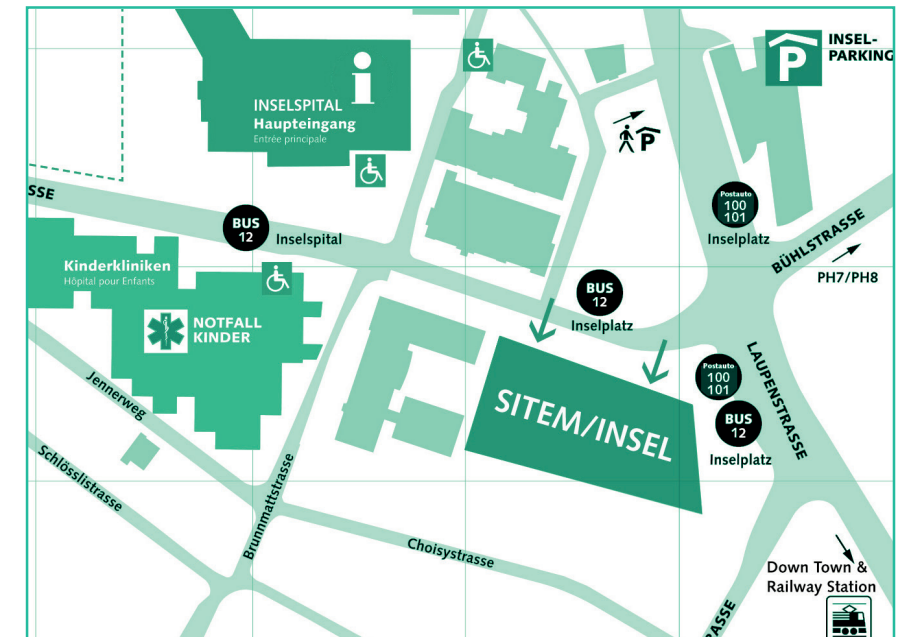 INSEL-
PARKING
P
INSELSPITAL
Haupteingang
Entrée principale
P
SSE
BUS
12
Inselspital
Postauto
100
101
Inselplatz
BÜHLSTRASSE
PH7/PH8
Kinderkliniken
Hôpital pour Enfants
NOTFALL
KINDER
BUS
12
Inselplatz
LAUPENSTRASSE
Postauto
100
101
BUS
12
Inselplatz
SITEM/INSEL
Jennerweg
Schlösslistrasse
Brunnmattstrasse
Choisystrasse
Down Town &
Railway Station
RASSE